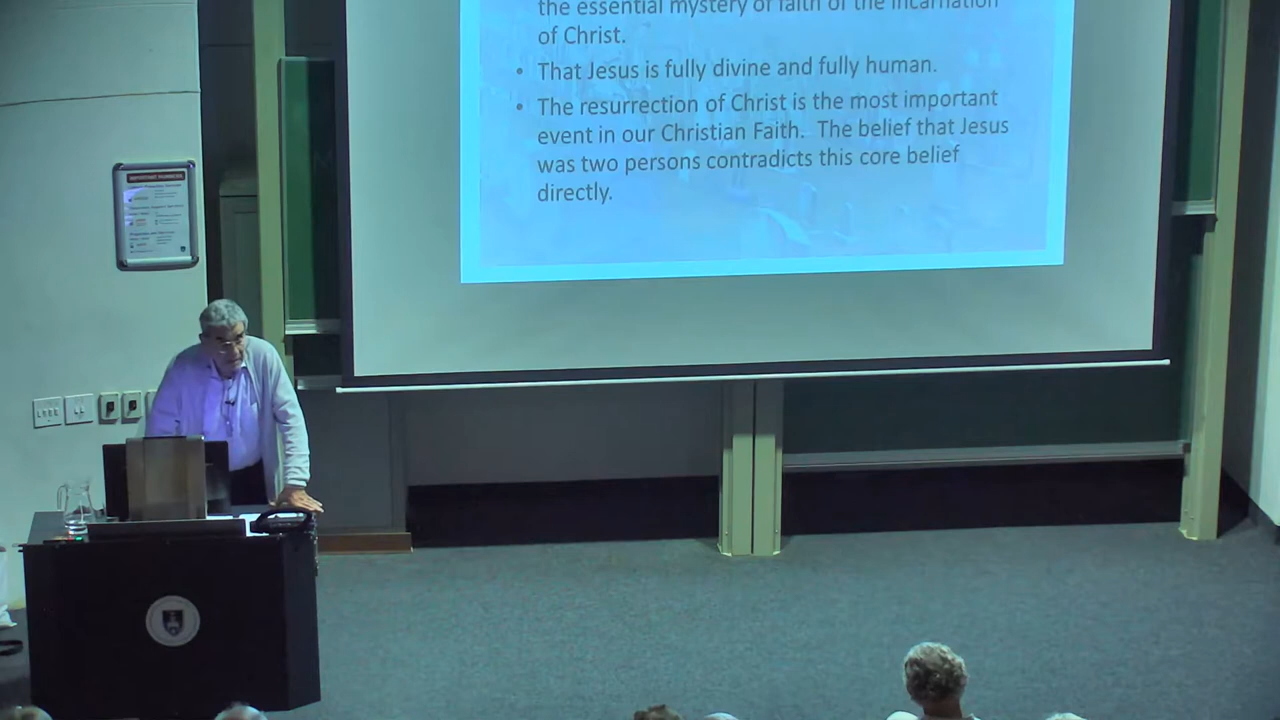 the essential mystery of faith of the incarnation
of Christ.
• That Jesus is fully divine and fully human.
• The resurrection of Christ is the most important
event in our Christian Faith. The belief that Jesus
was two persons contradicts this core belief
directly.
IMPORTANT NUMBERS